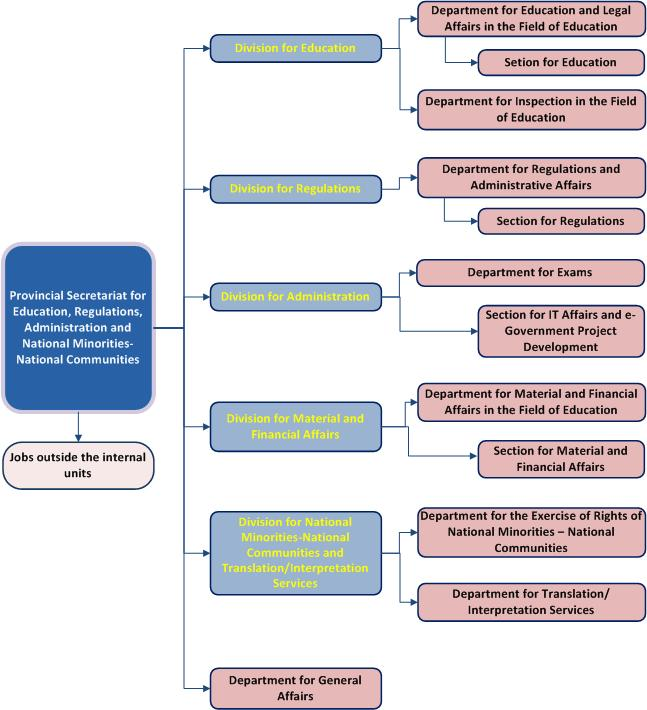 Provincial Secretariat for
Education, Regulations,
Administration and
National Minorities-
National Communities
Jobs outside the internal
units
Division for Education
Department for Education and Legal
Affairs in the Field of Education
Setion for Education
Department for Inspection in the Field
of Education
Division for Regulations
Department for Regulations and
Administrative Affairs
Section for Regulations
Division for Administration
Department for Exams
Section for IT Affairs and e-
Government Project
Development
Division for Material and
Financial Affairs
Department for Material and Financial
Affairs in the Field of Education
Section for Material and
Financial Affairs
Division for National
Minorities-National
Communities and
Translation/Interpretation
Services
Department for the Exercise of Rights of
National Minorities – National
Communities
Department for Translation/
Interpretation Services
Department for General
Affairs